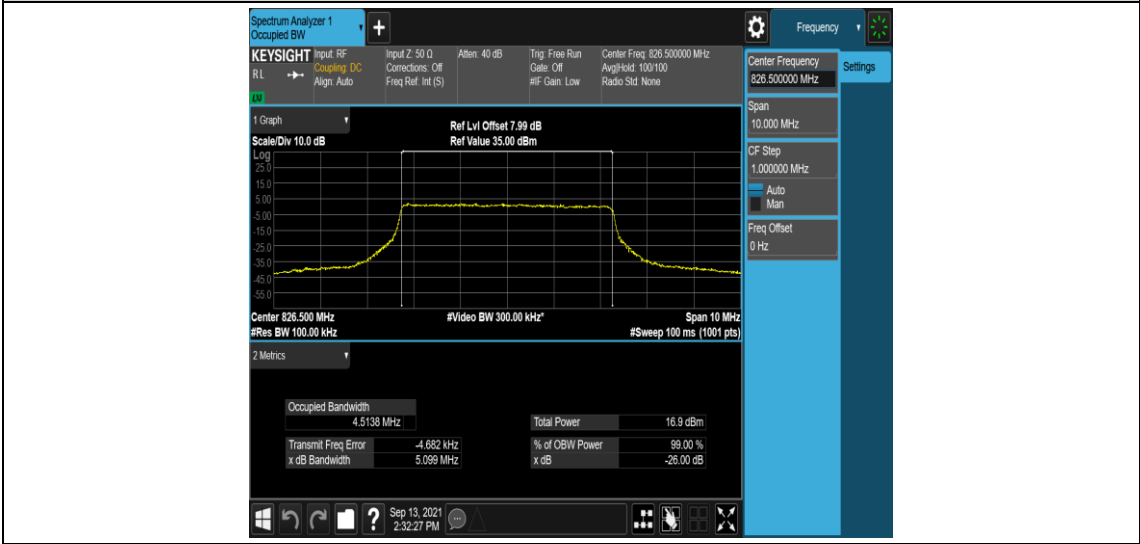 Spectrum Analyzer 1
Occupied BW
+
Frequency
KEYSIGHT
R L
LM
Input: RF
Coupling: DC
Align: Auto
Input Z: 50 Ω
Corrections: Off
Freq Ref: Int (S)
Atten: 40 dB
Trig: Free Run
Gate: Off
#IF Gain: Low
Center Freq: 826.500000 MHz
Avg|Hold: 100/100
Radio Std: None
Center Frequency
826.500000 MHz
Settings
Span
10.000 MHz
CF Step
1.000000 MHz
Auto
Man
Freq Offset
0 Hz
1 Graph
Scale/Div 10.0 dB
Ref Lvl Offset 7.99 dB
Ref Value 35.00 dBm
Log
25.0
15.0
5.00
-5.00
-15.0
-25.0
-35.0
-45.0
-55.0
Center 826.500 MHz
#Video BW 300.00 kHz*
Span 10 MHz
#Res BW 100.00 kHz
#Sweep 100 ms (1001 pts)
2 Metrics
Occupied Bandwidth
4.5138 MHz
Total Power 16.9 dBm
Transmit Freq Error -4.682 kHz
% of OBW Power 99.00 %
x dB Bandwidth 5.099 MHz
x dB -26.00 dB
?
Sep 13, 2021
2:32:27 PM